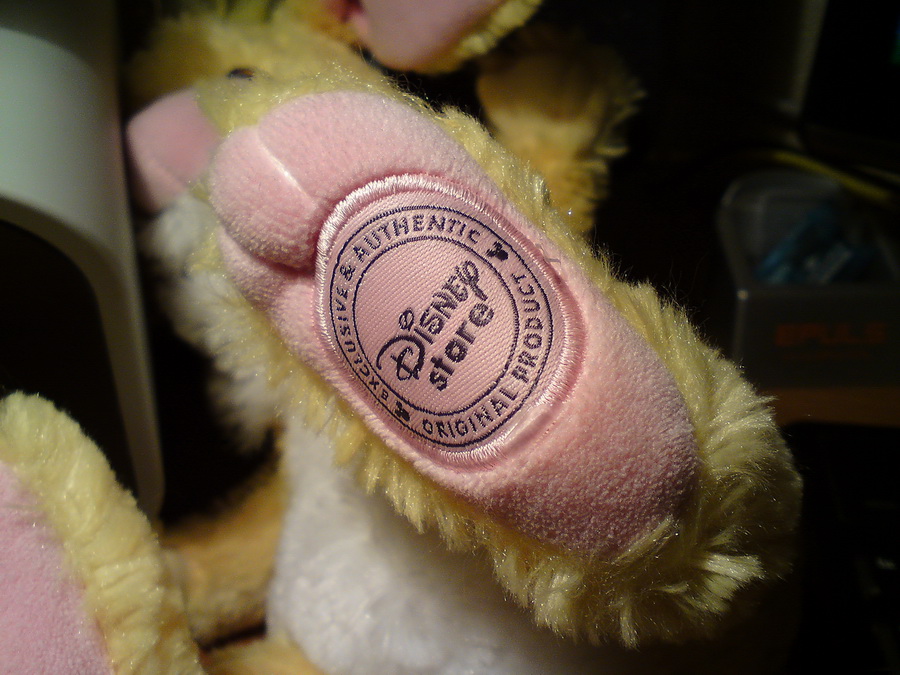 EXCLUSIVE & AUTHENTIC
Disney
store
ORIGINAL PRODUCT